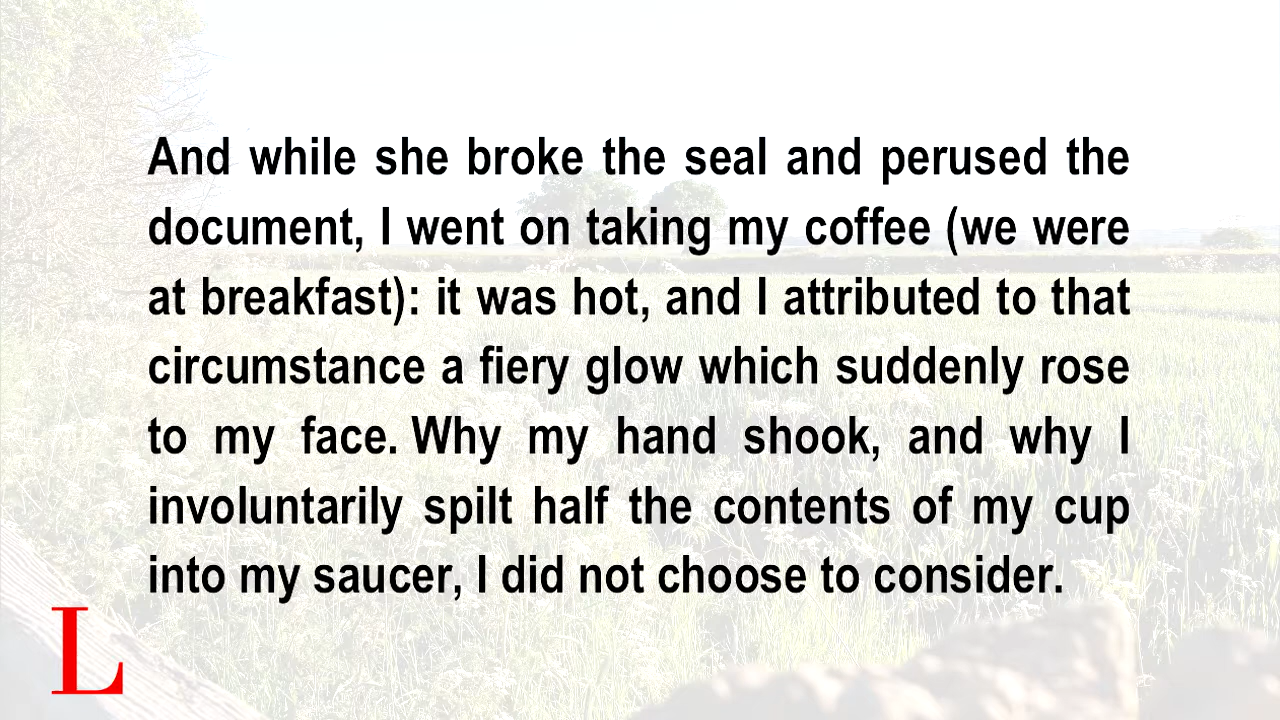 And while she broke the seal and perused the
document, I went on taking my coffee (we were
at breakfast): it was hot, and I attributed to that
circumstance a fiery glow which suddenly rose
to my face. Why my hand shook, and why I
involuntarily spilt half the contents of my cup
into my saucer, I did not choose to consider.
L